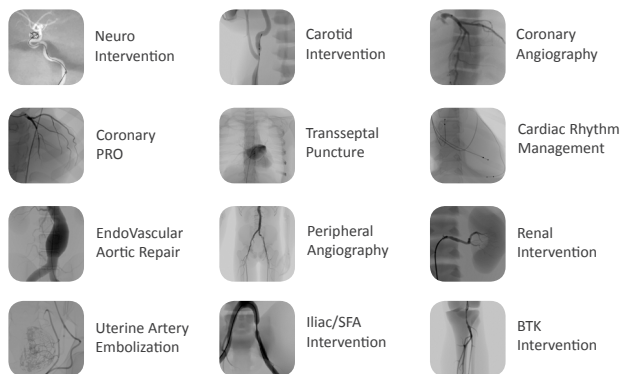 Neuro
Intervention
Carotid
Intervention
Coronary
Angiography
Coronary
PRO
Transseptal
Puncture
Cardiac Rhythm
Management
EndoVascular
Aortic Repair
Peripheral
Angiography
Renal
Intervention
Uterine Artery
Embolization
Iliac/SFA
Intervention
BTK
Intervention